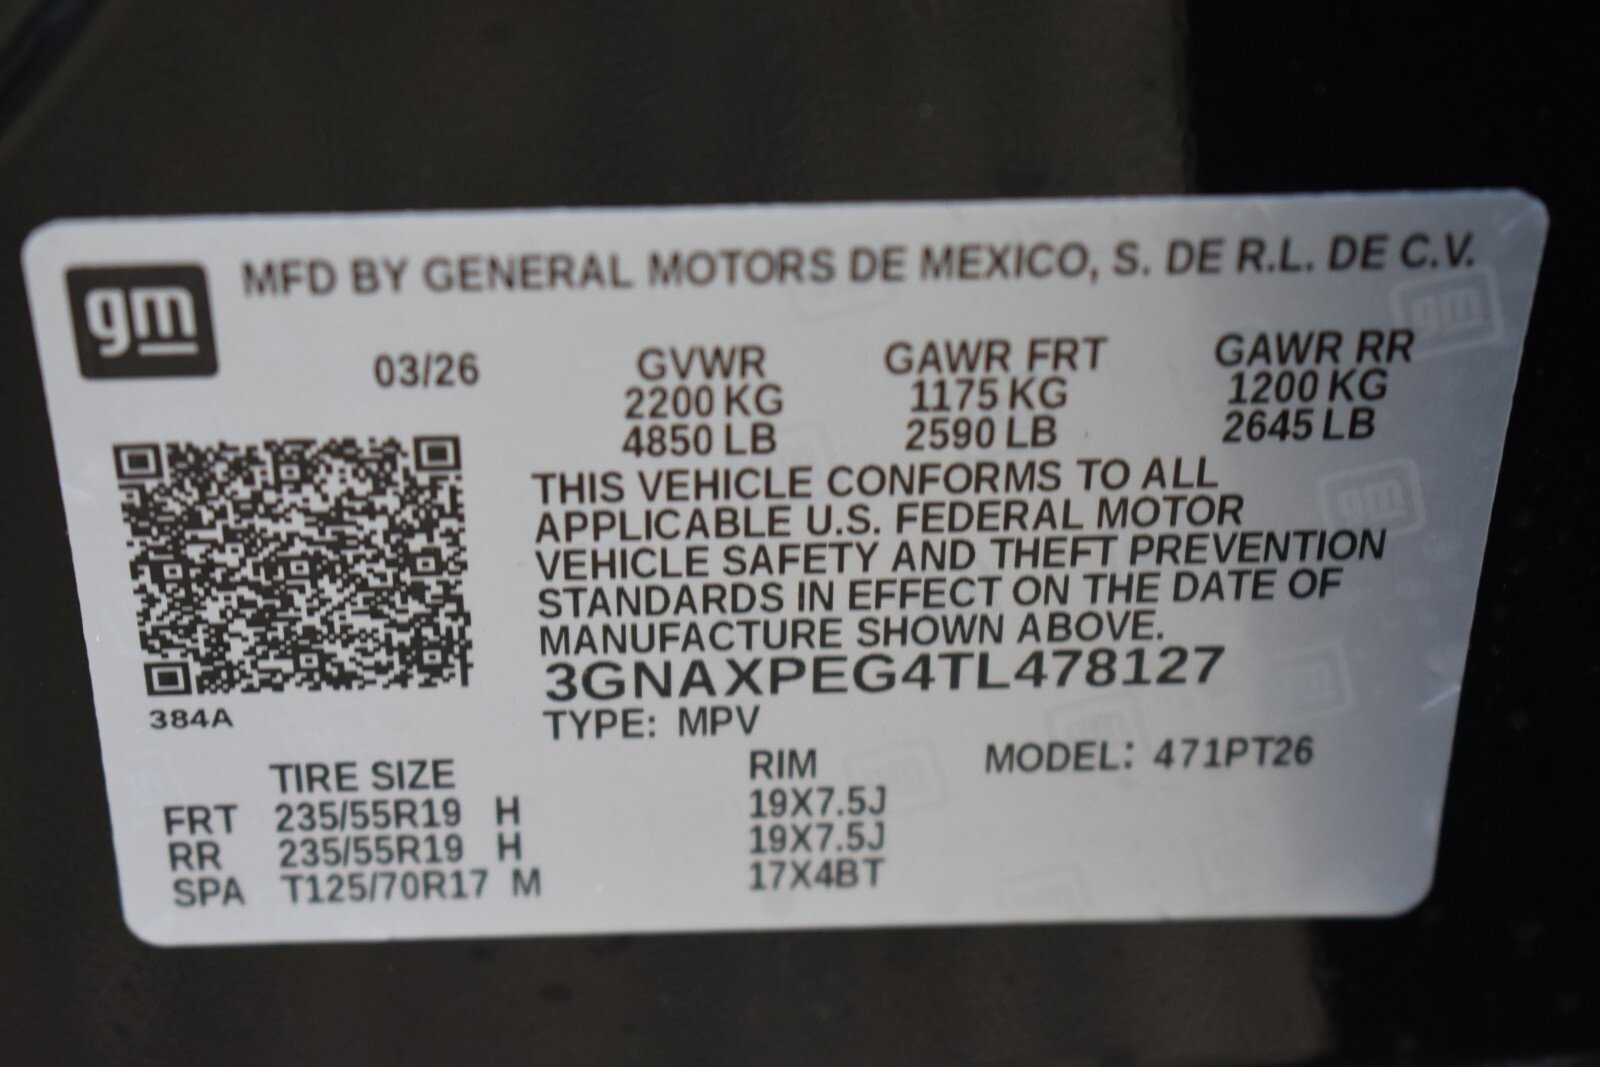 gm
MFD BY GENERAL MOTORS DE MEXICO, S. DE R.L. DE C.V.
03/26
GVWR GAWR FRT GAWR RR
2200 KG 1175 KG 1200 KG
4850 LB 2590 LB 2645 LB
THIS VEHICLE CONFORMS TO ALL
APPLICABLE U.S. FEDERAL MOTOR
VEHICLE SAFETY AND THEFT PREVENTION
STANDARDS IN EFFECT ON THE DATE OF
MANUFACTURE SHOWN ABOVE.
3GNAXPEG4TL478127
384A
TYPE: MPV
MODEL: 471PT26
TIRE SIZE RIM
FRT 235/55R19 H 19X7.5J
RR 235/55R19 H 19X7.5J
SPA T125/70R17 M 17X4BT